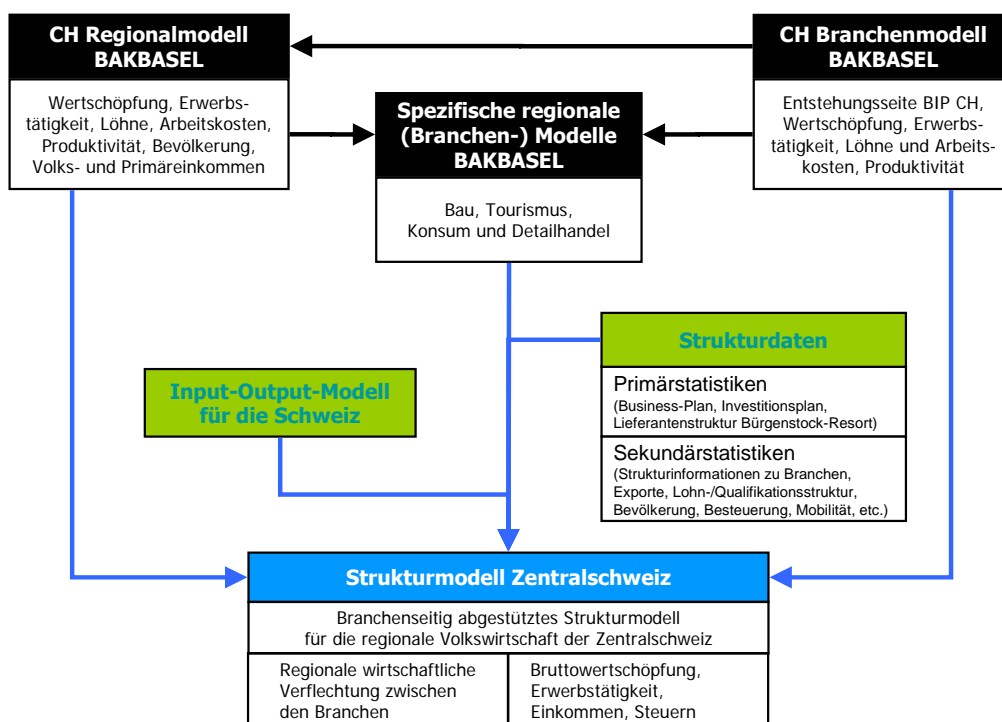 CH Regionalmodell
BAKBASEL
Wertschöpfung, Erwerbs-
tätigkeit, Löhne, Arbeitskosten,
Produktivität, Bevölkerung,
Volks- und Primäreinkommen
Spezifische regionale
(Branchen-) Modelle
BAKBASEL
Bau, Tourismus,
Konsum und Detailhandel
CH Branchenmodell
BAKBASEL
Entstehungsseite BIP CH,
Wertschöpfung, Erwerbs-
tätigkeit, Löhne und Arbeits-
kosten, Produktivität
Input-Output-Modell
für die Schweiz
Strukturdaten
Primärstatistiken
(Business-Plan, Investitionsplan,
Lieferantenstruktur Bürgenstock-Resort)
Sekundärstatistiken
(Strukturinformationen zu Branchen,
Exporte, Lohn-/Qualifikationsstruktur,
Bevölkerung, Besteuerung, Mobilität, etc.)
Strukturmodell Zentralschweiz
Branchenseitig abgestütztes Strukturmodell
für die regionale Volkswirtschaft der Zentralschweiz
Regionale wirtschaftliche
Verflechtung zwischen
den Branchen
Bruttowertschöpfung,
Erwerbstätigkeit,
Einkommen, Steuern